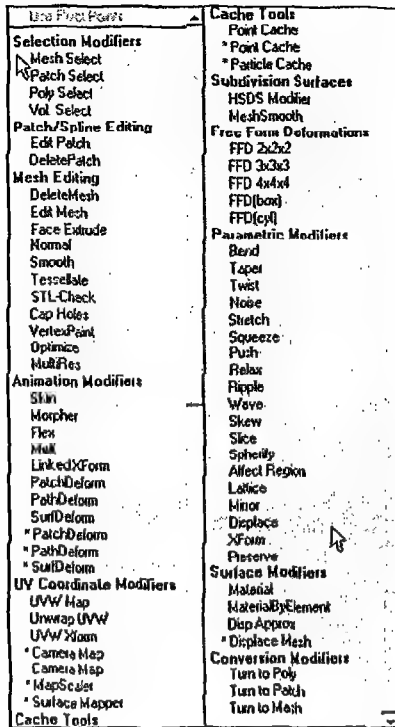 Use Pivot Points
Selection Modifiers
Mesh Select
Patch Select
Poly Select
Vol. Select
Patch/Spline Editing
Edit Patch
DeletePatch
Mesh Editing
DeleteMesh
Edit Mesh
Face Extrude
Normal
Smooth
Tessellate
STL-Check
Cap Holes
VertexPaint
Optimize
MultiRes
Animation Modifiers
Skin
Morpher
Flex
Melt
LinkedXForm
PatchDeform
PathDeform
SurfDeform
* PatchDeform
* PathDeform
* SurfDeform
UV Coordinate Modifiers
UVW Map
Unwrap UVW
UVW Xform
* Camera Map
Camera Map
* MapScaler
* Surface Mapper
Cache Tools
Cache Tools
Point Cache
* Point Cache
* Particle Cache
Subdivision Surfaces
HSDS Modifier
MeshSmooth
Free Form Deformations
FFD 2x2x2
FFD 3x3x3
FFD 4x4x4
FFD(box)
FFD(cyl)
Parametric Modifiers
Bend
Taper
Twist
Noise
Stretch
Squeeze
Push
Relax
Ripple
Wave
Skew
Slice
Spherify
Affect Region
Lattice
Mirror
Displace
XForm
Preserve
Surface Modifiers
Material
MaterialByElement
Disp Approx
* Displace Mesh
Conversion Modifiers
Turn to Poly
Turn to Patch
Turn to Mesh